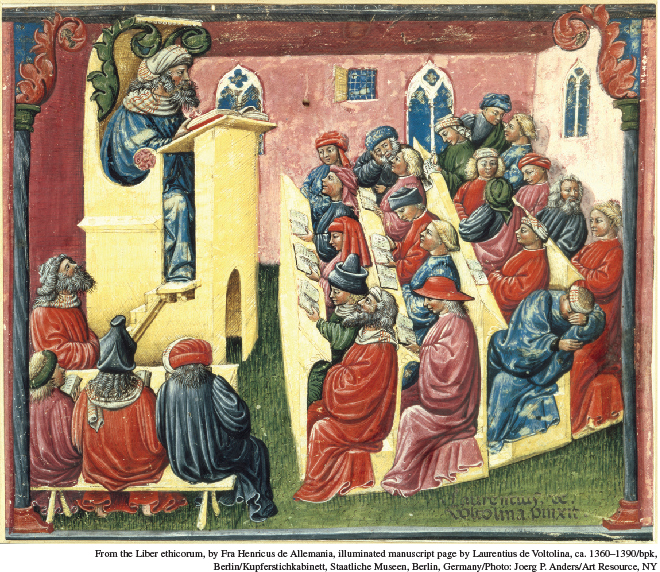 Laurencius de
Voltolina pinxit
From the Liber ethicorum, by Fra Henricus de Allemania, illuminated manuscript page by Laurentius de Voltolina, ca. 1360–1390/bpk,
Berlin/Kupferstichkabinett, Staatliche Museen, Berlin, Germany/Photo: Joerg P. Anders/Art Resource, NY